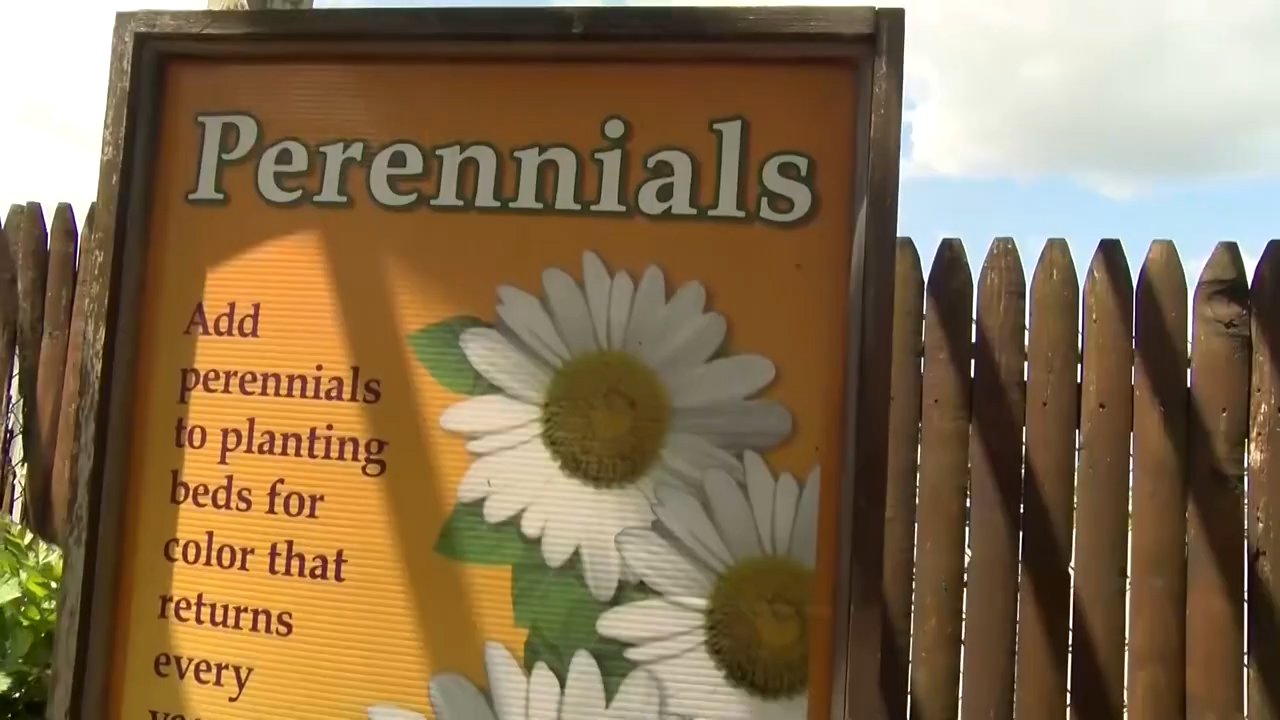 Perennials
Add
perennials
to planting
beds for
color that
returns
every